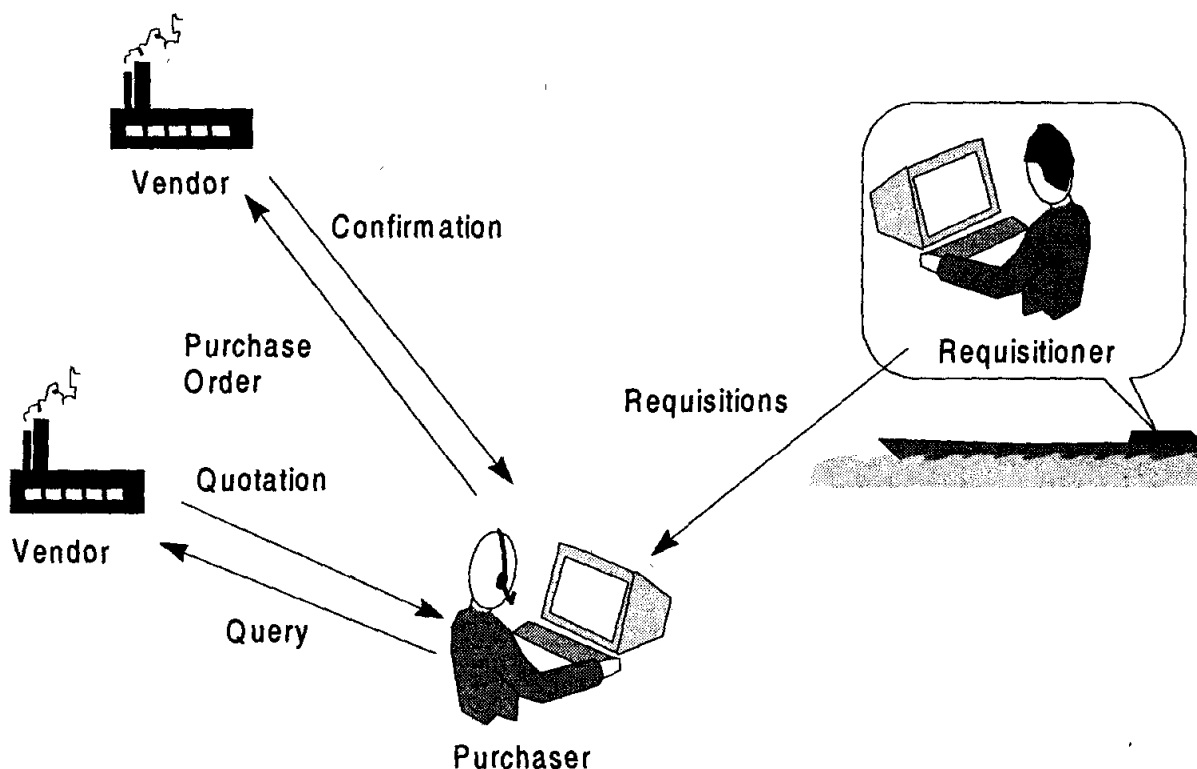 Vendor
Confirmation
Purchase
Order
Requisitioner
Requisitions
Quotation
Vendor
Query
Purchaser